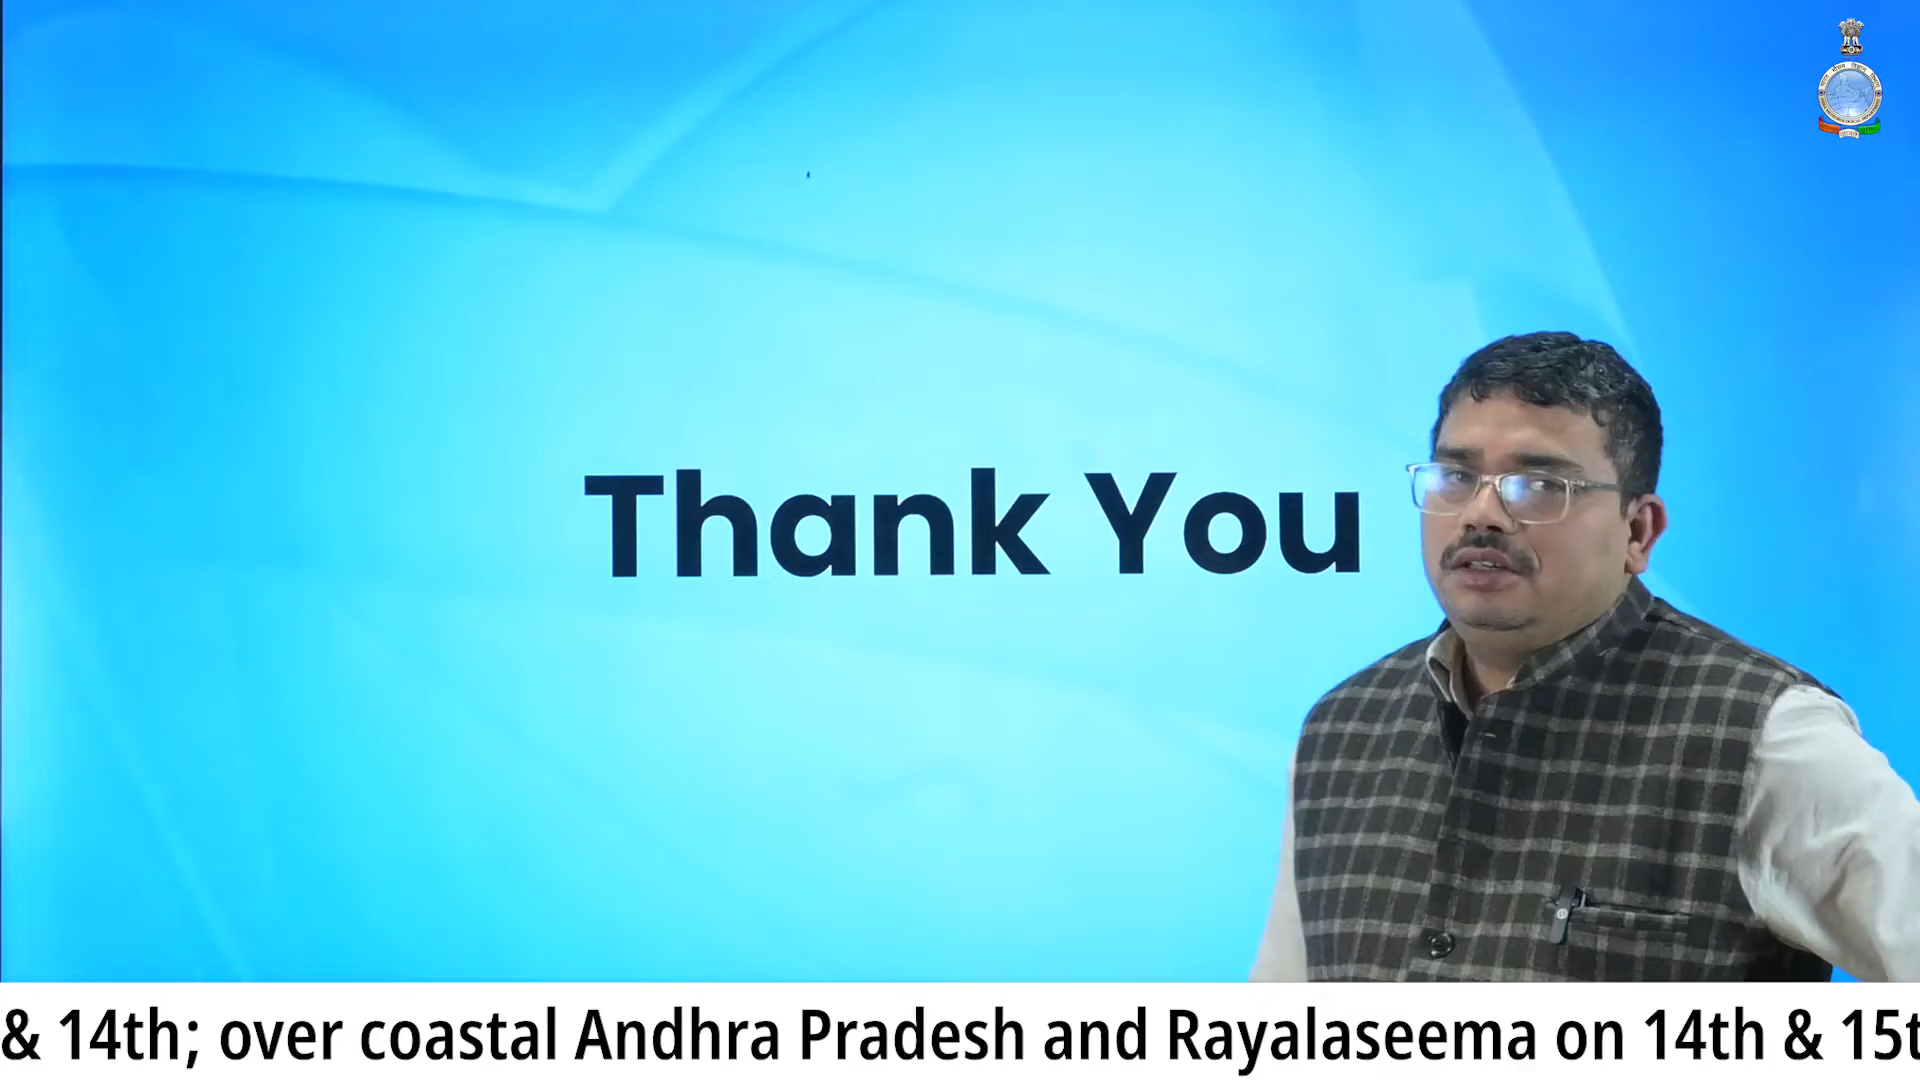 Thank You
& 14th; over coastal Andhra Pradesh and Rayalaseema on 14th & 15t